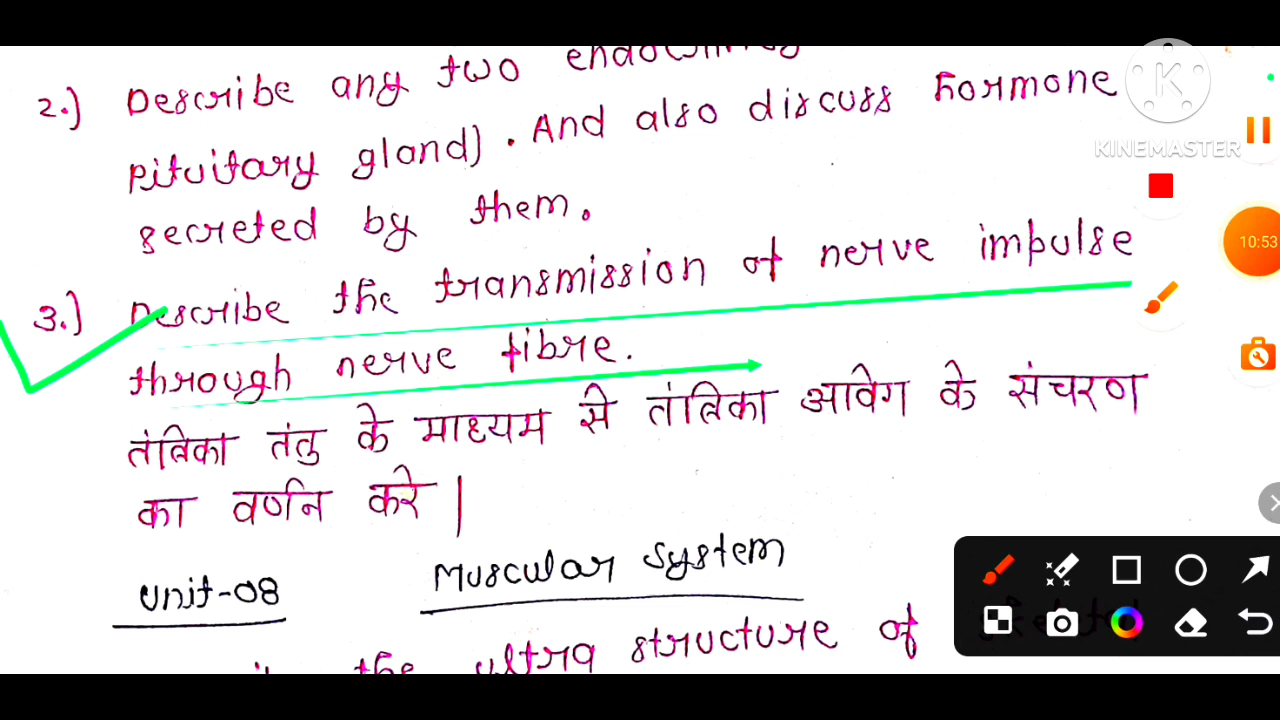 2.) Describe any two
pituitary gland). And also discuss hormone
secreted by them.
3.) Describe the transmission of nerve impulse
through nerve fibre.
तंत्रिका तंतु के माध्यम से तंत्रिका आवेग के संचरण
का वर्णन करे |
Unit-08 Muscular System
the ultra structure of
KINEMASTER
10:53